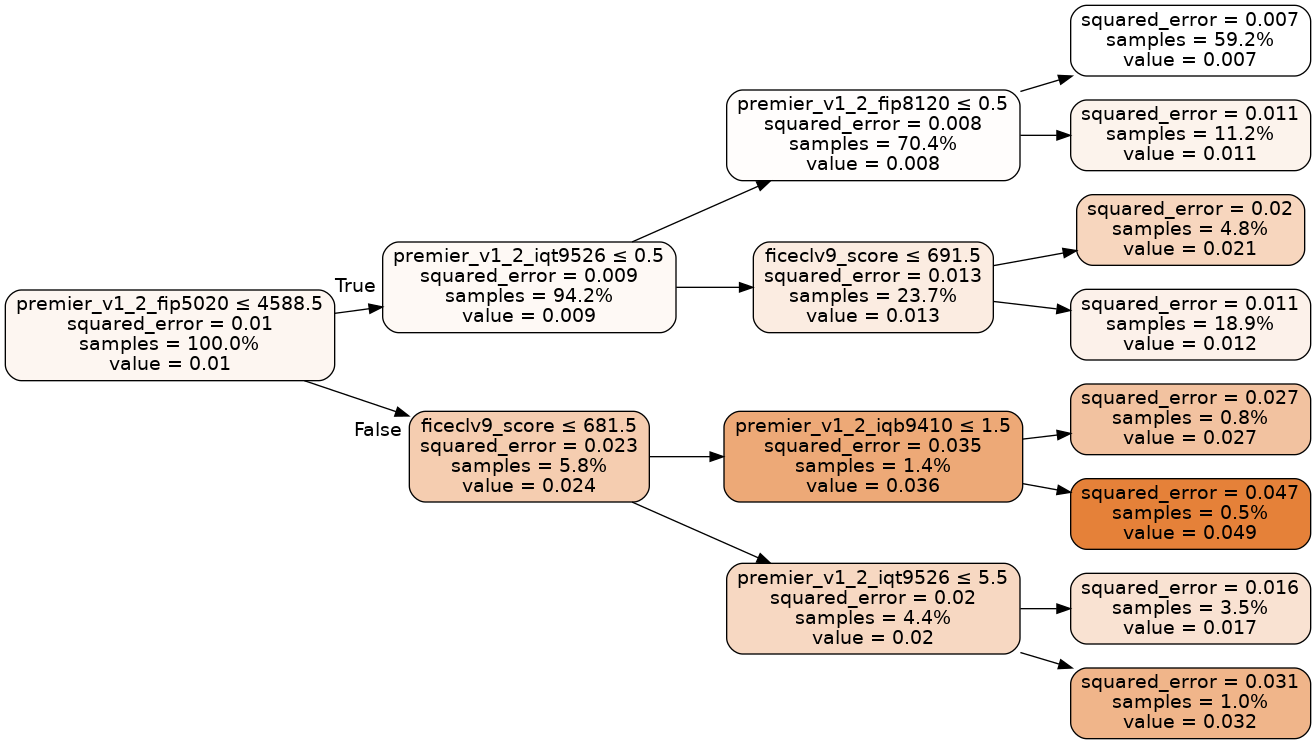 premier_v1_2_fip5020 ≤ 4588.5
squared_error = 0.01
samples = 100.0%
value = 0.01
True
False
premier_v1_2_iqt9526 ≤ 0.5
squared_error = 0.009
samples = 94.2%
value = 0.009
ficeclv9_score ≤ 681.5
squared_error = 0.023
samples = 5.8%
value = 0.024
premier_v1_2_fip8120 ≤ 0.5
squared_error = 0.008
samples = 70.4%
value = 0.008
ficeclv9_score ≤ 691.5
squared_error = 0.013
samples = 23.7%
value = 0.013
premier_v1_2_iqb9410 ≤ 1.5
squared_error = 0.035
samples = 1.4%
value = 0.036
premier_v1_2_iqt9526 ≤ 5.5
squared_error = 0.02
samples = 4.4%
value = 0.02
squared_error = 0.007
samples = 59.2%
value = 0.007
squared_error = 0.011
samples = 11.2%
value = 0.011
squared_error = 0.02
samples = 4.8%
value = 0.021
squared_error = 0.011
samples = 18.9%
value = 0.012
squared_error = 0.027
samples = 0.8%
value = 0.027
squared_error = 0.047
samples = 0.5%
value = 0.049
squared_error = 0.016
samples = 3.5%
value = 0.017
squared_error = 0.031
samples = 1.0%
value = 0.032